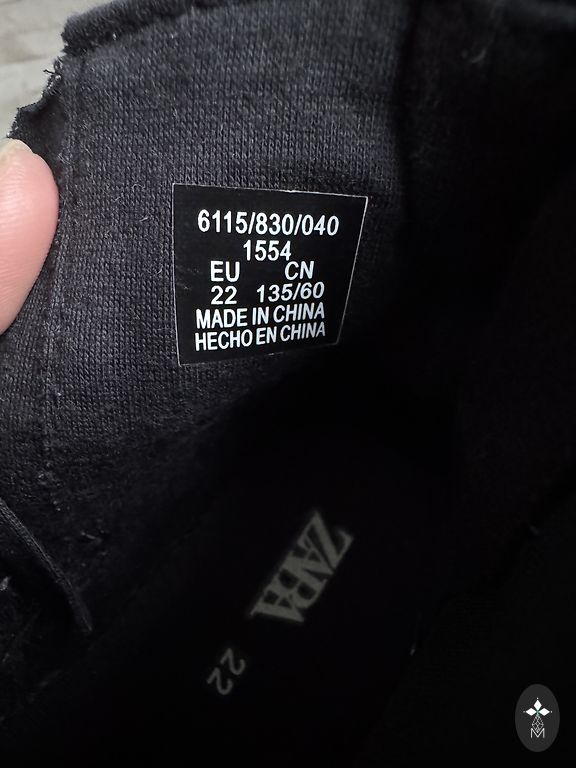 6115/830/040
1554
EU CN
22 135/60
MADE IN CHINA
HECHO EN CHINA
ZARA
22
M